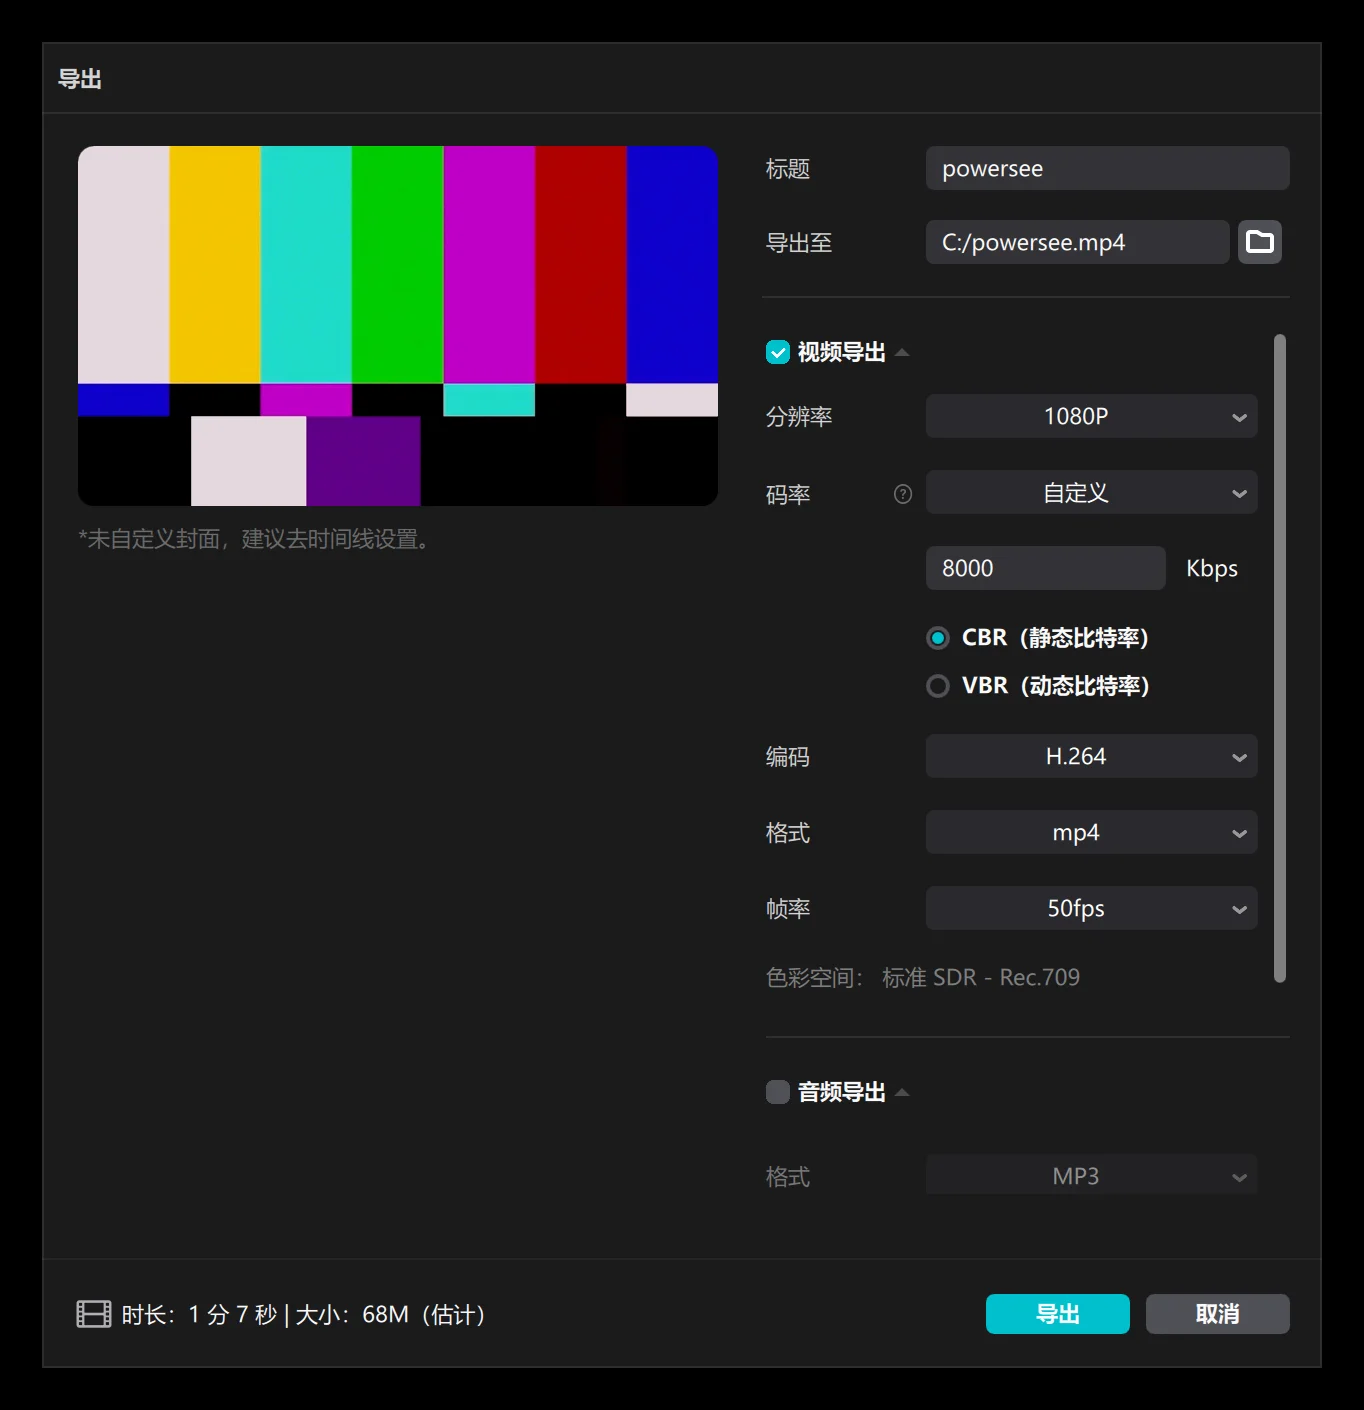 导出
*未自定义封面，建议去时间线设置。
标题 powersee
导出至 C:/powersee.mp4
视频导出
分辨率 1080P
码率 ? 自定义
8000 Kbps
CBR（静态比特率）
VBR（动态比特率）
编码 H.264
格式 mp4
帧率 50fps
色彩空间： 标准 SDR - Rec.709
音频导出
格式 MP3
时长：1 分 7 秒 | 大小：68M（估计）
导出 取消